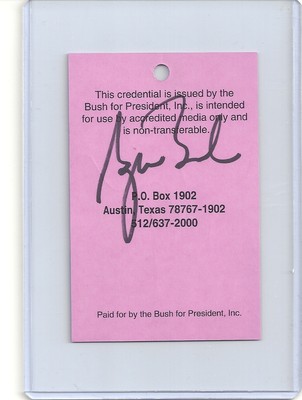 This credential is issued by the
Bush for President, Inc., is intended
for use by accredited media only and
is non-transferable.
P.O. Box 1902
Austin, Texas 78767-1902
512/637-2000
Paid for by the Bush for President, Inc.